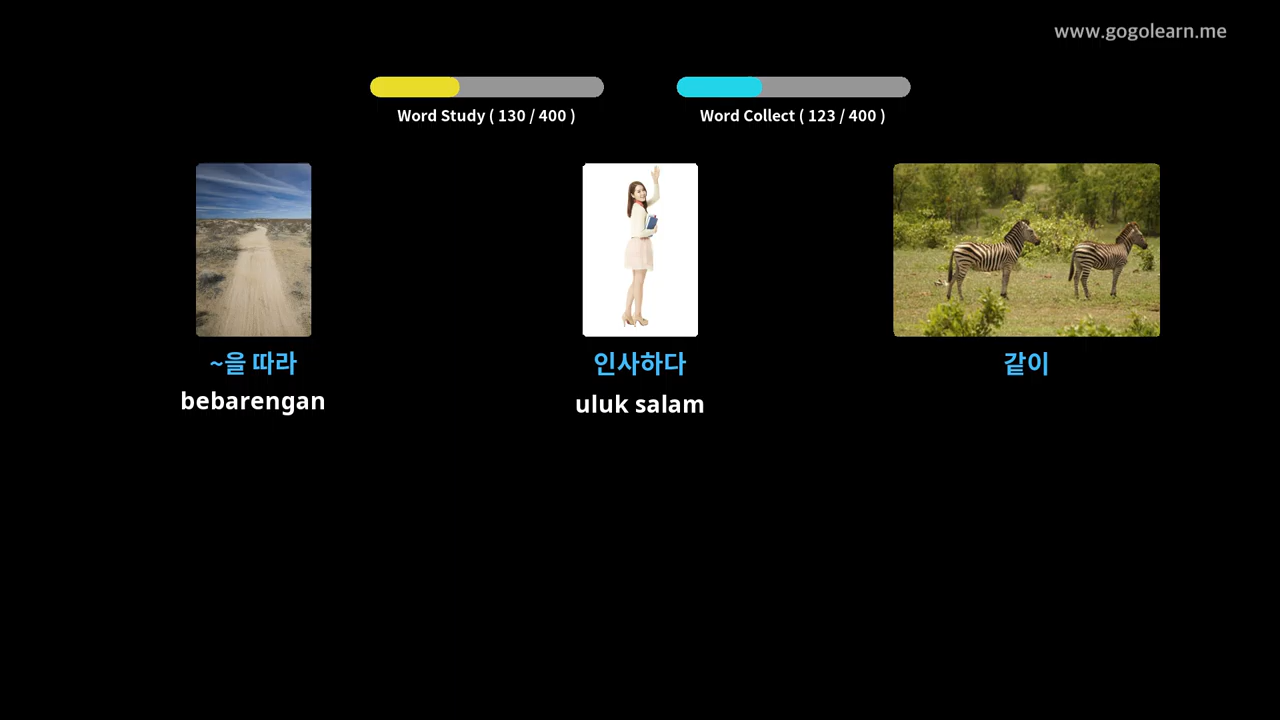 www.gogolearn.me
Word Study ( 130 / 400 )
Word Collect ( 123 / 400 )
~을 따라
인사하다
같이
bebarengan
uluk salam